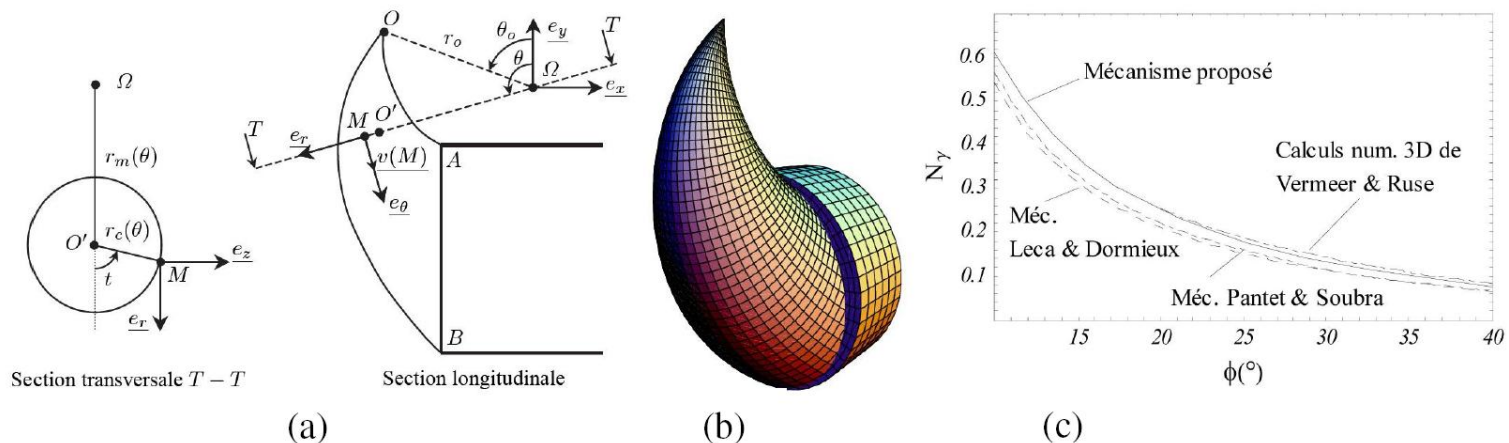 Ω
r_m(θ)
r_c(θ)
O'
t
M
e_z
e_r
Section transversale T − T
O
r_o
θ_o
θ
e_y
T
Ω
e_x
M
O'
T
e_r
v(M)
e_θ
A
B
Section longitudinale
(a)
(b)
N_γ
0.6
0.5
0.4
0.3
0.2
0.1
Mécanisme proposé
Calculs num. 3D de
Vermeer & Ruse
Méc.
Leca & Dormieux
Méc. Pantet & Soubra
15
20
25
30
35
40
ϕ(°)
(c)